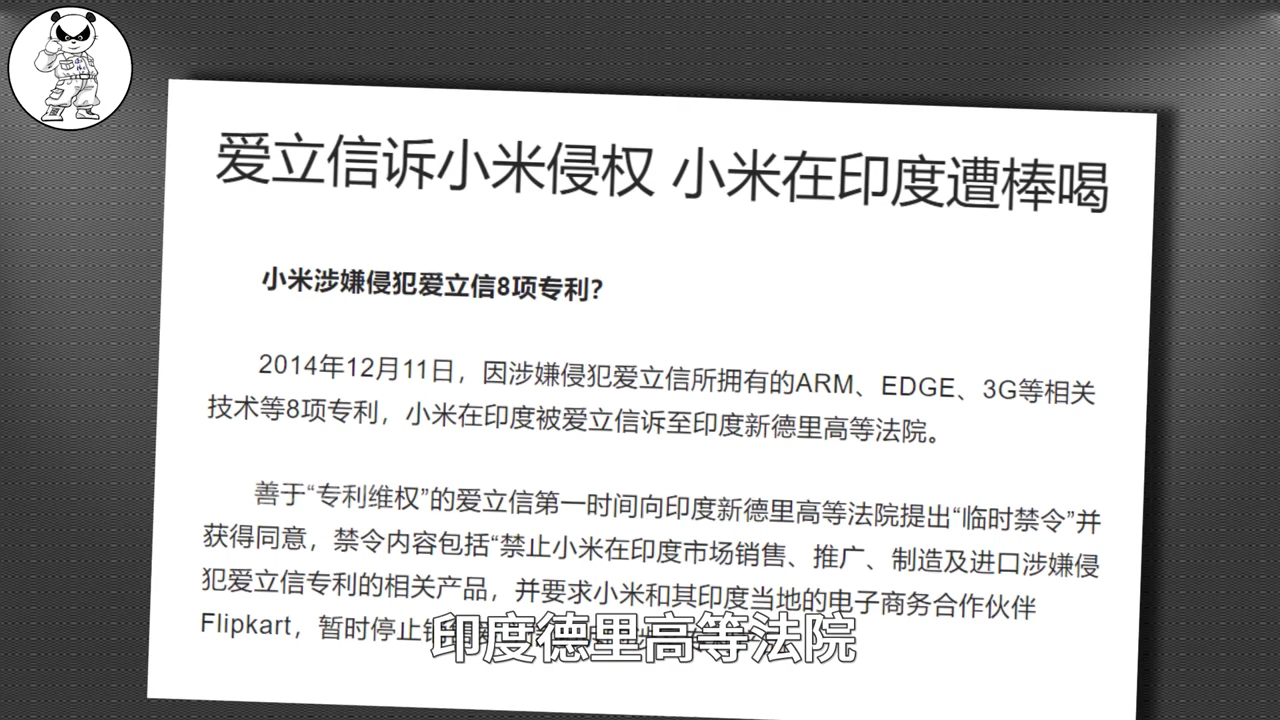 爱立信诉小米侵权 小米在印度遭棒喝
小米涉嫌侵犯爱立信8项专利?
2014年12月11日，因涉嫌侵犯爱立信所拥有的ARM、EDGE、3G等相关
技术等8项专利，小米在印度被爱立信诉至印度新德里高等法院。
善于“专利维权”的爱立信第一时间向印度新德里高等法院提出“临时禁令”并
获得同意，禁令内容包括“禁止小米在印度市场销售、推广、制造及进口涉嫌侵
犯爱立信专利的相关产品，并要求小米和其印度当地的电子商务合作伙伴
Flipkart，暂时停止销
印度德里高等法院